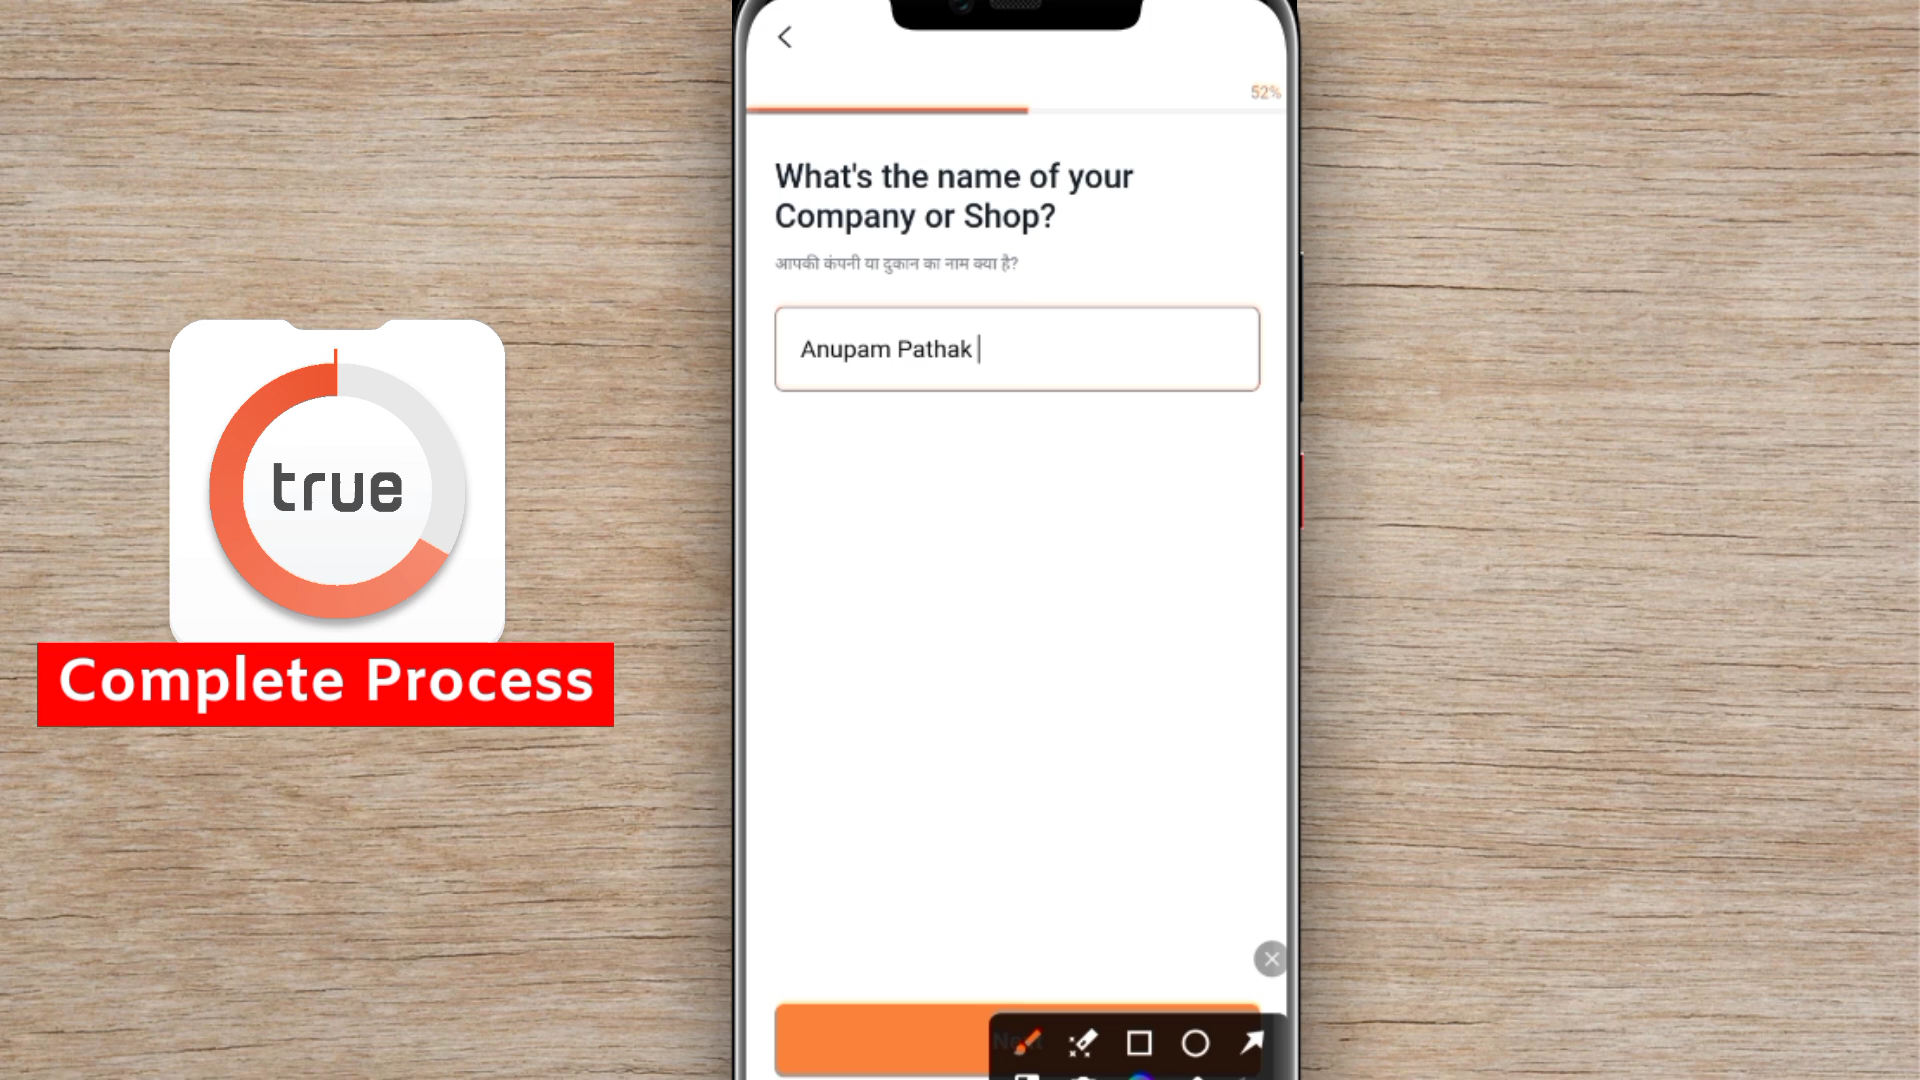 52%
What's the name of your
Company or Shop?
आपकी कंपनी या दुकान का नाम क्या है?
Anupam Pathak
true
Complete Process